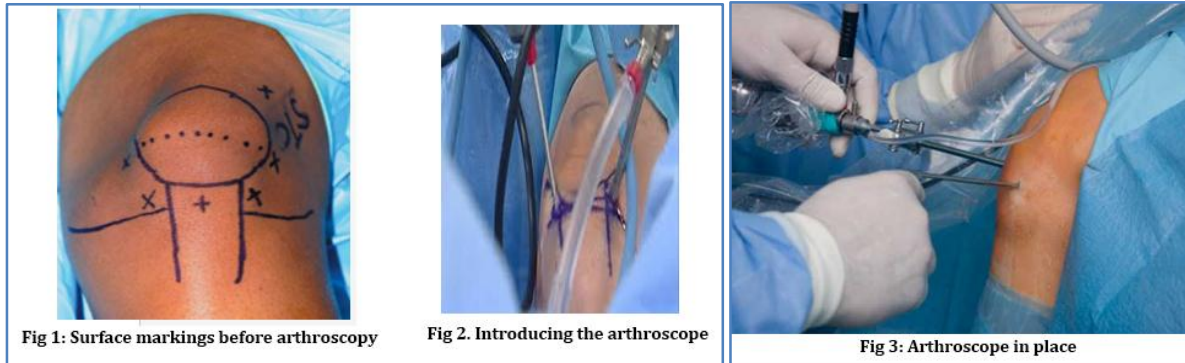 Fig 1: Surface markings before arthroscopy
Fig 2. Introducing the arthroscope
Fig 3: Arthroscope in place